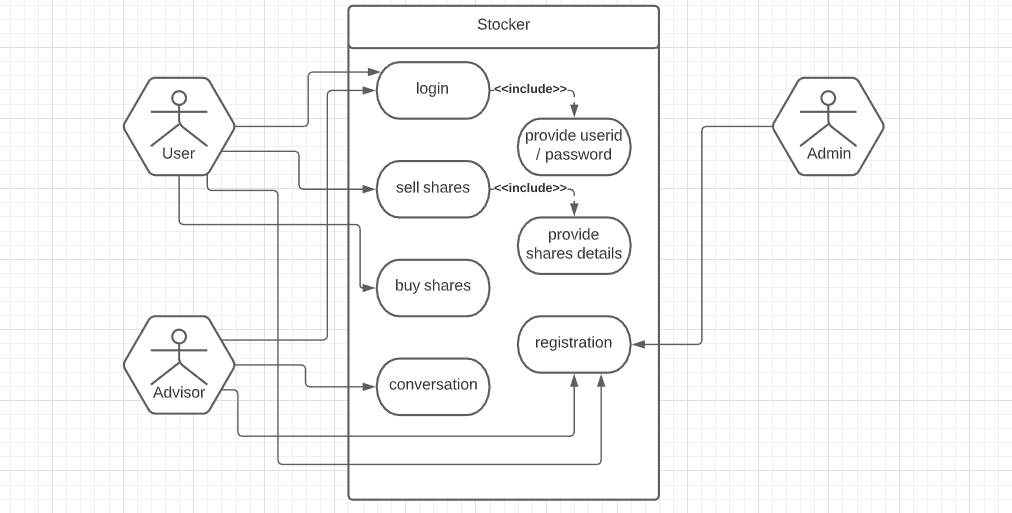 Stocker
login
<<include>>
provide userid
/ password
User
Admin
sell shares
<<include>>
provide
shares details
buy shares
registration
Advisor
conversation